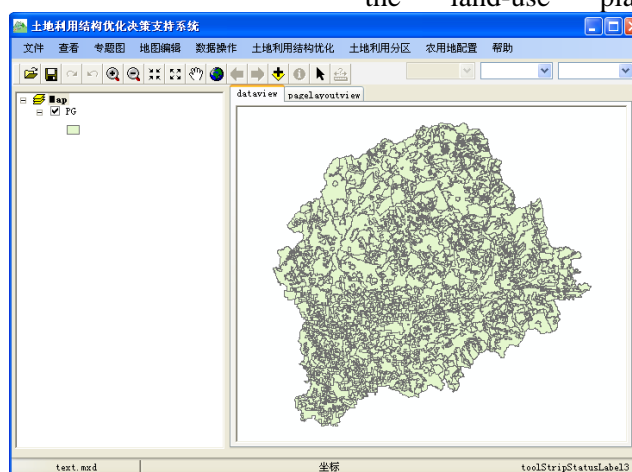 the land-use pla
土地利用结构优化决策支持系统
文件 查看 专题图 地图编辑 数据操作 土地利用结构优化 土地利用分区 农用地配置 帮助
dataview pagelayoutview
Map
PG
text.mxd 坐标 toolStripStatusLabel3